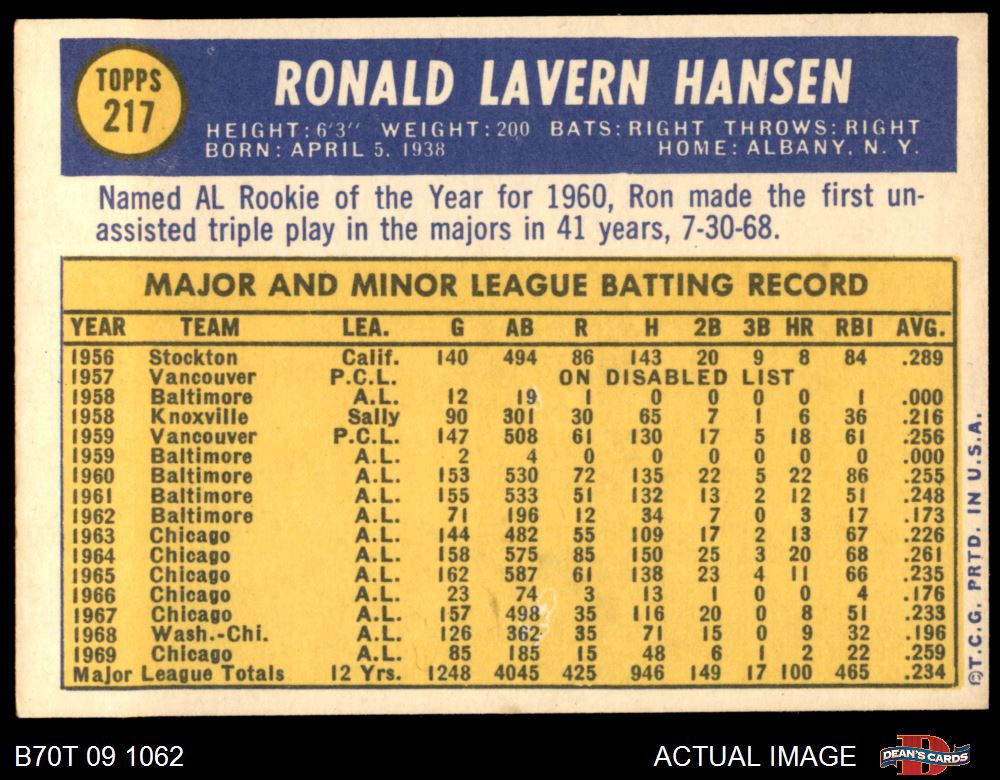 TOPPS
217
RONALD LAVERN HANSEN
HEIGHT: 6'3" WEIGHT: 200 BATS: RIGHT THROWS: RIGHT
BORN: APRIL 5, 1938 HOME: ALBANY, N. Y.
Named AL Rookie of the Year for 1960, Ron made the first un-
assisted triple play in the majors in 41 years, 7-30-68.
MAJOR AND MINOR LEAGUE BATTING RECORD
YEAR TEAM LEA. G AB R H 2B 3B HR RBI AVG.
1956 Stockton Calif. 140 494 86 143 20 9 8 84 .289
1957 Vancouver P.C.L. ON DISABLED LIST
1958 Baltimore A.L. 12 19 1 0 0 0 0 1 .000
1958 Knoxville Sally 90 301 30 65 7 1 6 36 .216
1959 Vancouver P.C.L. 147 508 61 130 17 5 18 61 .256
1959 Baltimore A.L. 2 4 0 0 0 0 0 0 .000
1960 Baltimore A.L. 153 530 72 135 22 5 22 86 .255
1961 Baltimore A.L. 155 533 51 132 13 2 12 51 .248
1962 Baltimore A.L. 71 196 12 34 7 0 3 17 .173
1963 Chicago A.L. 144 482 55 109 17 2 13 67 .226
1964 Chicago A.L. 158 575 85 150 25 3 20 68 .261
1965 Chicago A.L. 162 587 61 138 23 4 11 66 .235
1966 Chicago A.L. 23 74 3 13 1 0 0 4 .176
1967 Chicago A.L. 157 498 35 116 20 0 8 51 .233
1968 Wash.-Chi. A.L. 126 362 35 71 15 0 9 32 .196
1969 Chicago A.L. 85 185 15 48 6 1 2 22 .259
Major League Totals 12 Yrs. 1248 4045 425 946 149 17 100 465 .234
©T.C.G. PRTD. IN U.S.A.
B70T 09 1062 ACTUAL IMAGE
DEAN'S CARDS